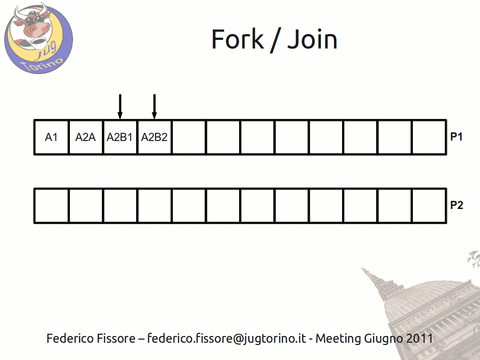 Fork / Join
Jug
Torino
A1 A2A A2B1 A2B2 P1
P2
Federico Fissore – federico.fissore@jugtorino.it - Meeting Giugno 2011